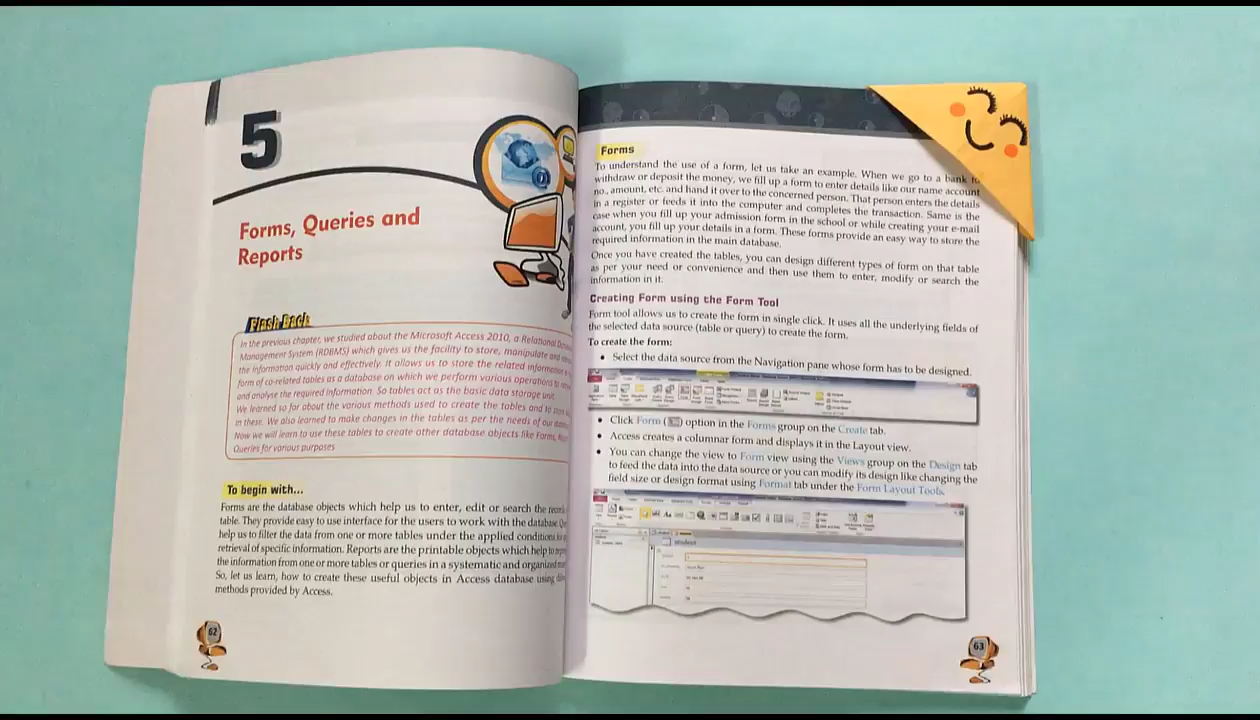 5
Forms, Queries and
Reports
Flash Back
In the previous chapter, we studied about the Microsoft Access 2010, a Relational
Management System (RDBMS) which gives us the facility to store, manipulate and
the information quickly and effectively. It allows us to store the related information
form of co-related tables as a database on which we perform various operations to
and analyse the required information. So tables act as the basic data storage unit.
We learned so far about the various methods used to create the tables and to
in these. We also learned to make changes in the tables as per the needs of our
Now we will learn to use these tables to create other database objects like Forms,
Queries for various purposes
To begin with...
Forms are the database objects which help us to enter, edit or search the
table. They provide easy to use interface for the users to work with the database
help us to filter the data from one or more tables under the applied conditions
retrieval of specific information. Reports are the printable objects which help to
the information from one or more tables or queries in a systematic and organized
So, let us learn, how to create these useful objects in Access database using
methods provided by Access.
62
Forms
To understand the use of a form, let us take an example. When we go to a bank to
withdraw or deposit the money, we fill up a form to enter details like our name account
no., amount, etc. and hand it over to the concerned person. That person enters the details
in a register or feeds it into the computer and completes the transaction. Same is the
case when you fill up your admission form in the school or while creating your e-mail
account, you fill up your details in a form. These forms provide an easy way to store the
required information in the main database.
Once you have created the tables, you can design different types of form on that table
as per your need or convenience and then use them to enter, modify or search the
information in it.
Creating Form using the Form Tool
Form tool allows us to create the form in single click. It uses all the underlying fields of
the selected data source (table or query) to create the form.
To create the form:
• Select the data source from the Navigation pane whose form has to be designed.
• Click Form ( ) option in the Forms group on the Create tab.
• Access creates a columnar form and displays it in the Layout view.
• You can change the view to Form view using the Views group on the Design tab
to feed the data into the data source or you can modify its design like changing the
field size or design format using Format tab under the Form Layout Tools.
student
63